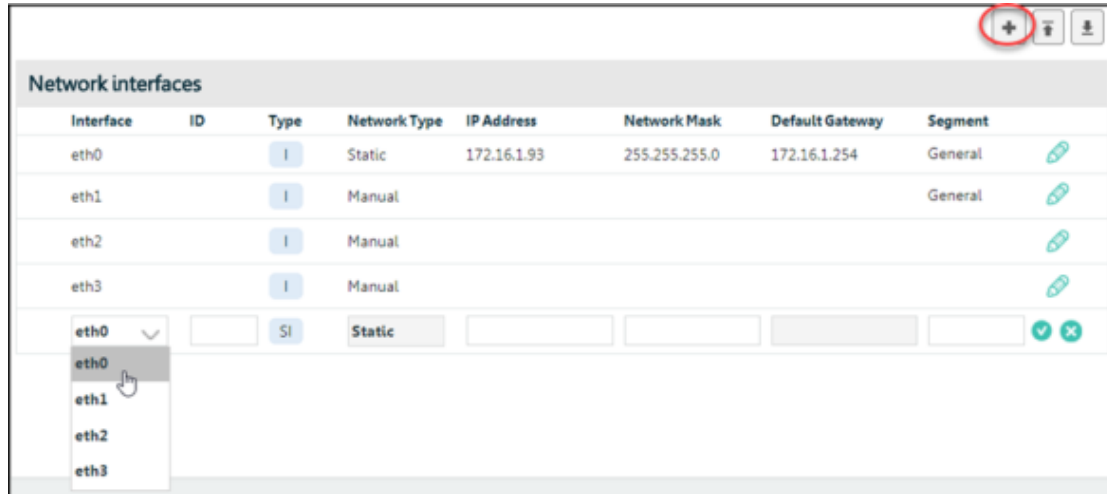 Network interfaces
Interface ID Type Network Type IP Address Network Mask Default Gateway Segment
eth0 I Static 172.16.1.93 255.255.255.0 172.16.1.254 General
eth1 I Manual General
eth2 I Manual
eth3 I Manual
eth0 SI Static
eth0
eth1
eth2
eth3